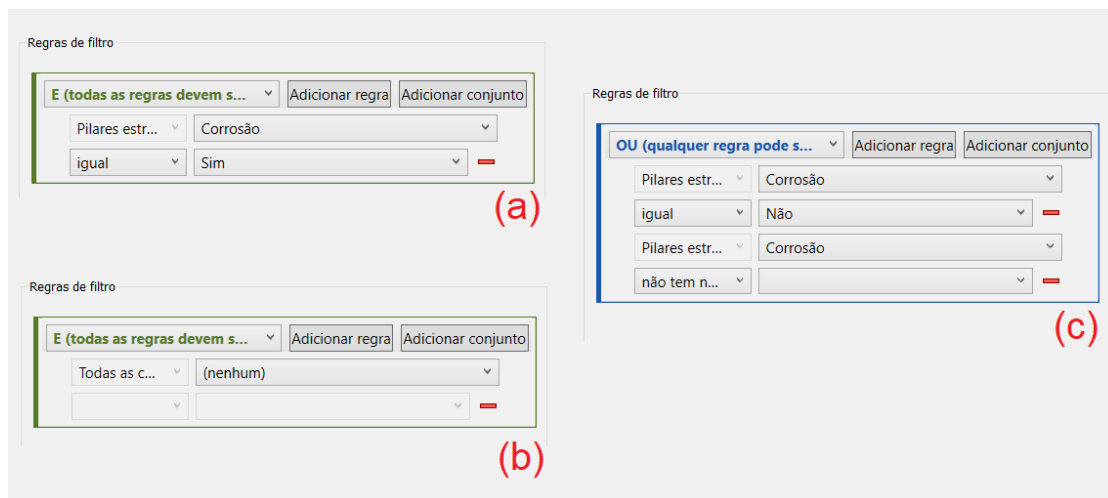 Regras de filtro
E (todas as regras devem s... Adicionar regra Adicionar conjunto
Pilares estr... Corrosão
igual Sim
(a)
Regras de filtro
E (todas as regras devem s... Adicionar regra Adicionar conjunto
Todas as c... (nenhum)
(b)
Regras de filtro
OU (qualquer regra pode s... Adicionar regra Adicionar conjunto
Pilares estr... Corrosão
igual Não
Pilares estr... Corrosão
não tem n...
(c)